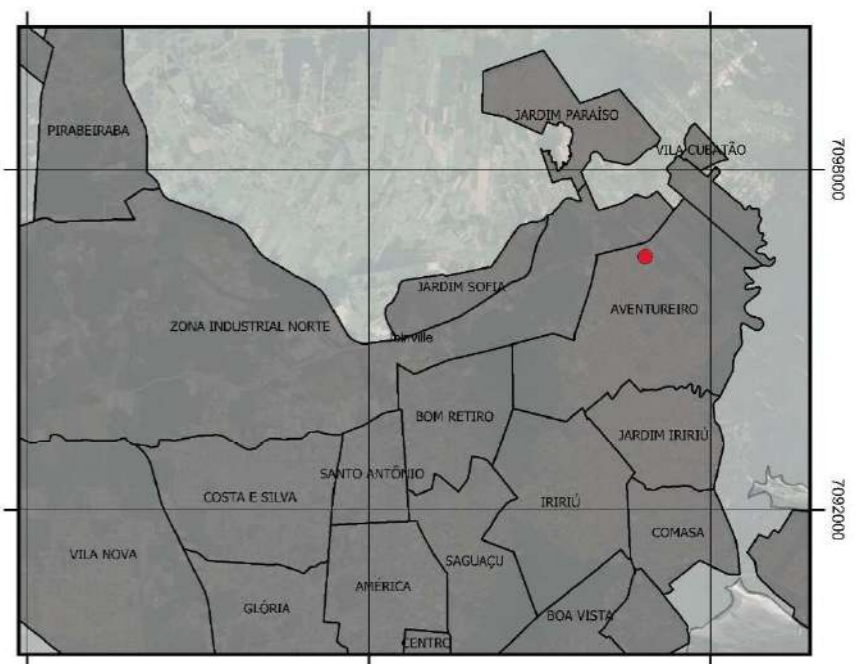 JARDIM PARAÍSO
PIRABEIRABA
VILA CUBATÃO
7098000
JARDIM SOFIA
AVENTUREIRO
ZONA INDUSTRIAL NORTE
oinville
BOM RETIRO
JARDIM IRIRIÚ
SANTO ANTÔNIO
COSTA E SILVA
IRIRIÚ
7092000
COMASA
VILA NOVA
SAGUAÇU
AMÉRICA
GLÓRIA
BOA VISTA
CENTRO